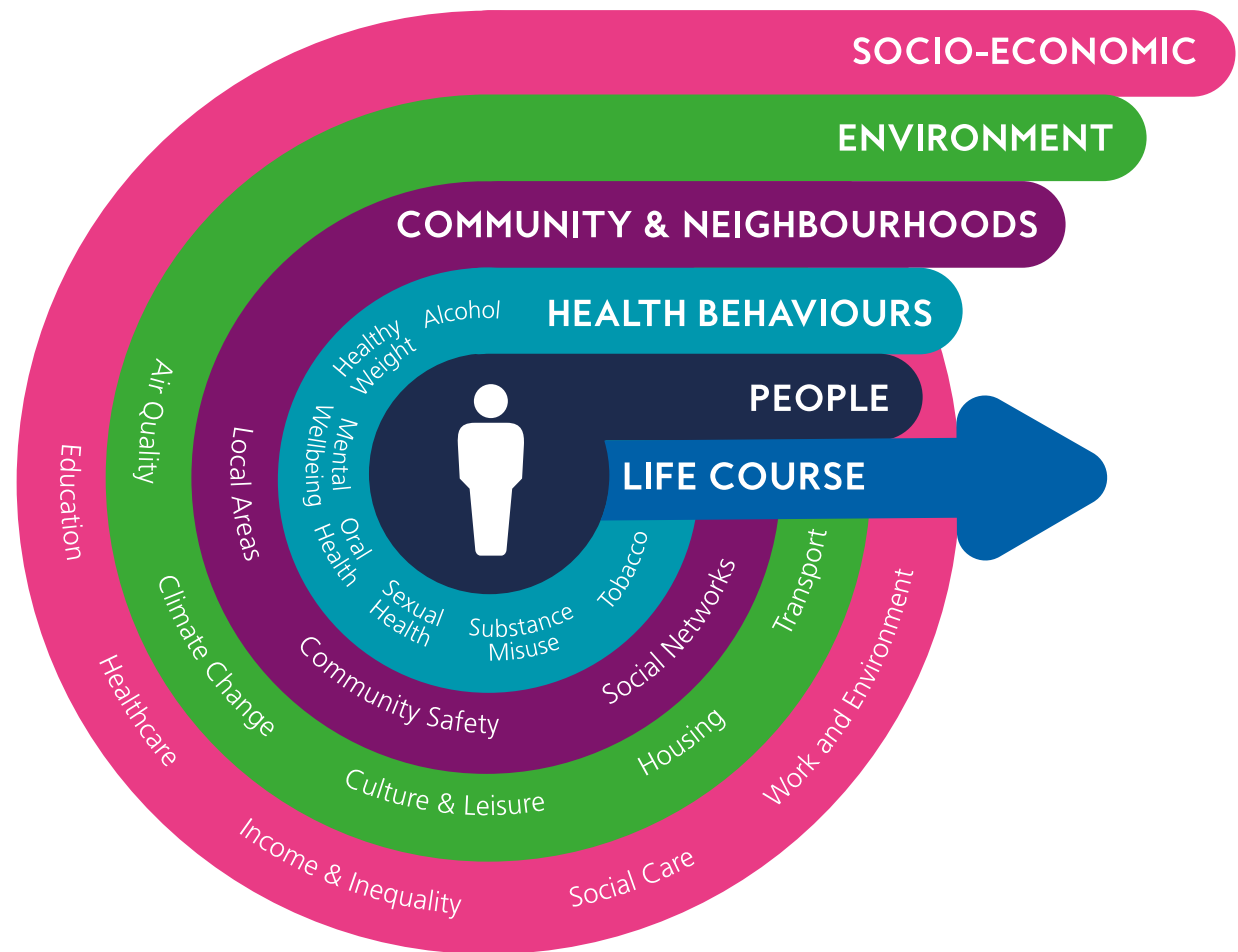 SOCIO-ECONOMIC
ENVIRONMENT
COMMUNITY & NEIGHBOURHOODS
HEALTH BEHAVIOURS
PEOPLE
LIFE COURSE
Alcohol
Healthy
Weight
Mental
Wellbeing
Oral
Health
Sexual
Health
Substance
Misuse
Tobacco
Local Areas
Community Safety
Social Networks
Air Quality
Climate Change
Culture & Leisure
Housing
Transport
Education
Healthcare
Income & Inequality
Social Care
Work and Environment